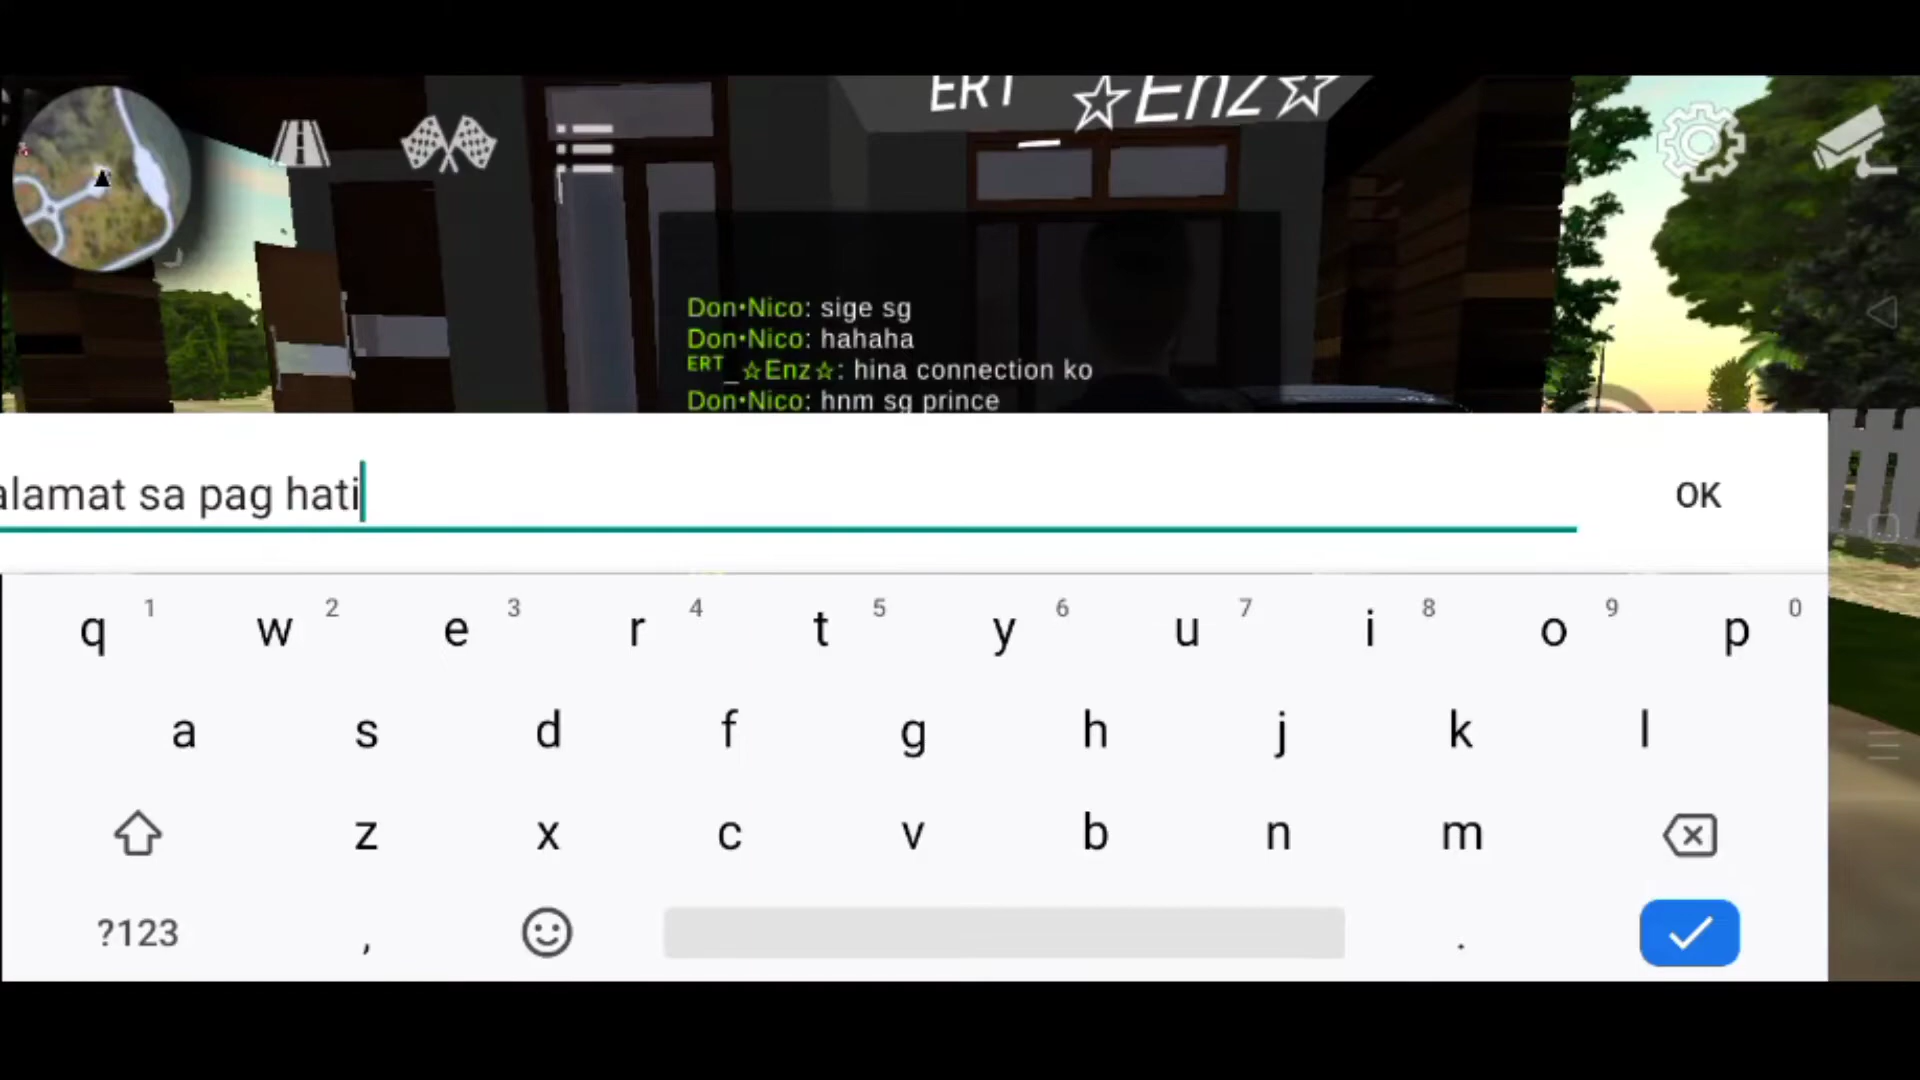 ERT ☆Enz☆
Don•Nico: sige sg
Don•Nico: hahaha
ERT_☆Enz☆: hina connection ko
Don•Nico: hnm sg prince
alamat sa pag hati
OK
q 1 w 2 e 3 r 4 t 5 y 6 u 7 i 8 o 9 p 0
a s d f g h j k l
z x c v b n m
?123 , .